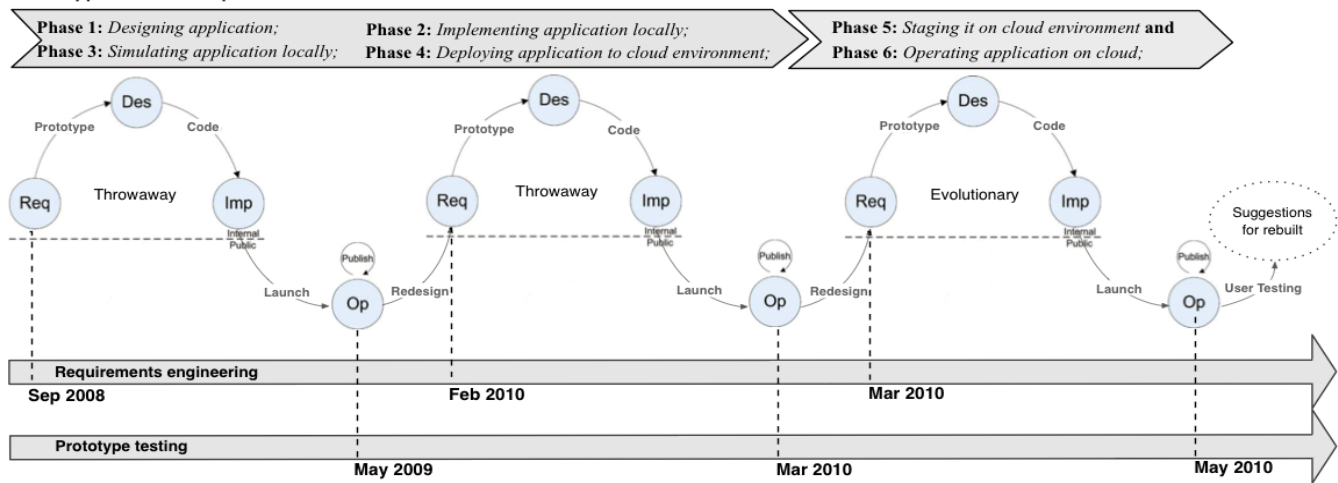 Phase 1: Designing application;
Phase 2: Implementing application locally;
Phase 3: Simulating application locally;
Phase 4: Deploying application to cloud environment;
Phase 5: Staging it on cloud environment and
Phase 6: Operating application on cloud;
Des
Prototype
Code
Req
Throwaway
Imp
Internal
Public
Launch
Publish
Op
Redesign
Des
Prototype
Code
Req
Throwaway
Imp
Internal
Public
Launch
Publish
Op
Redesign
Des
Prototype
Code
Req
Evolutionary
Imp
Internal
Public
Launch
Publish
Op
User Testing
Suggestions
for rebuilt
Requirements engineering
Sep 2008
Feb 2010
Mar 2010
Prototype testing
May 2009
Mar 2010
May 2010